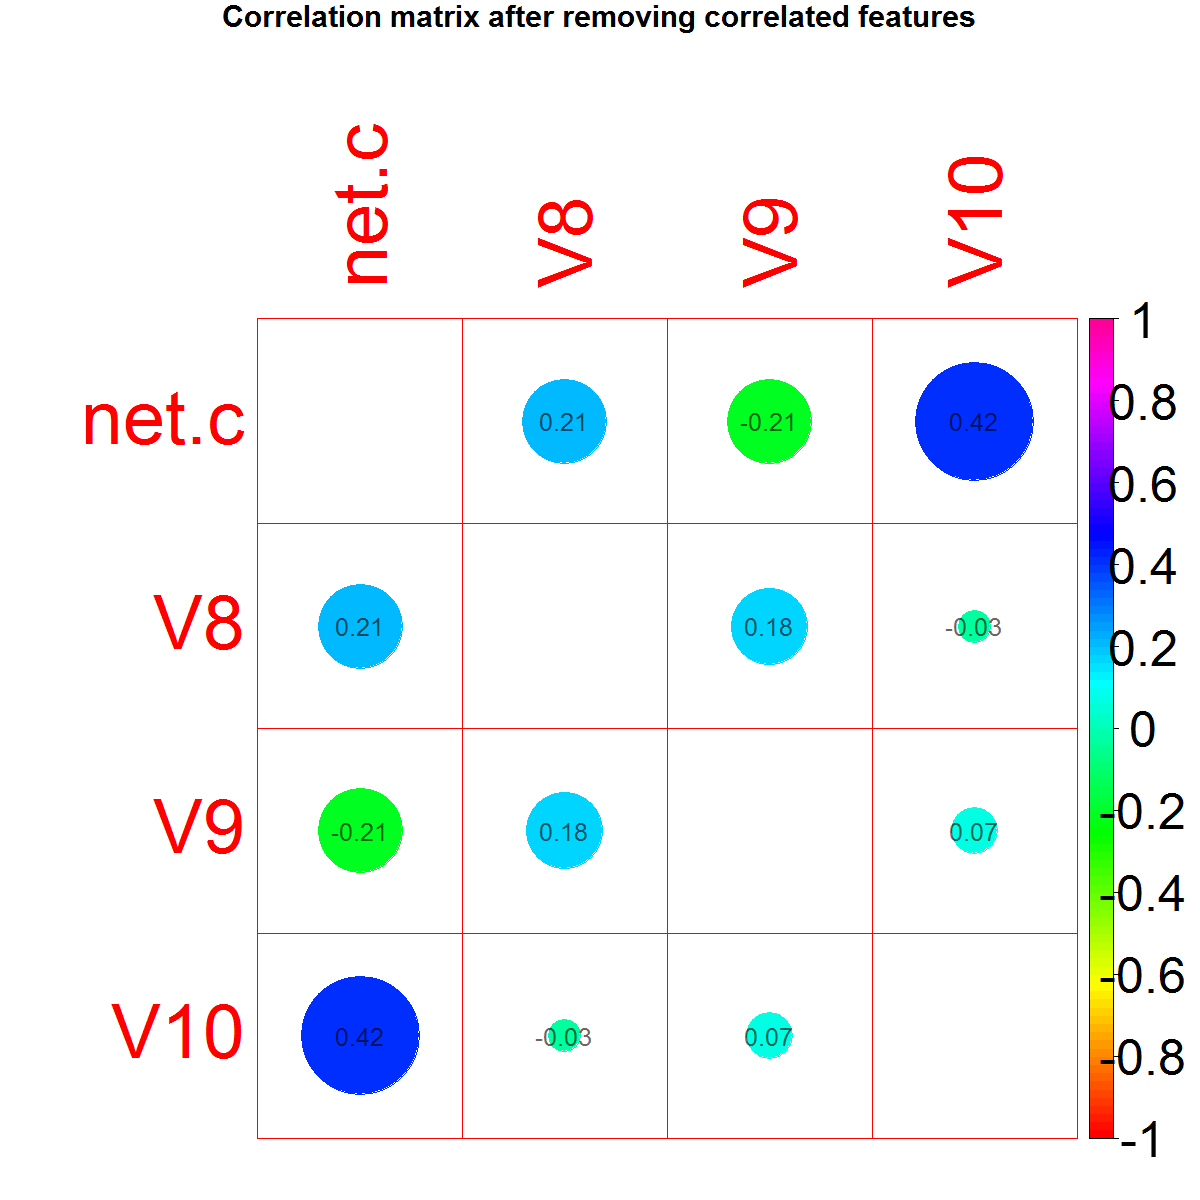 Correlation matrix after removing correlated features
net.c V8 V9 V10
net.c 0.21 -0.21 0.42
V8 0.21 0.18 -0.03
V9 -0.21 0.18 0.07
V10 0.42 -0.03 0.07
1
0.8
0.6
0.4
0.2
0
-0.2
-0.4
-0.6
-0.8
-1